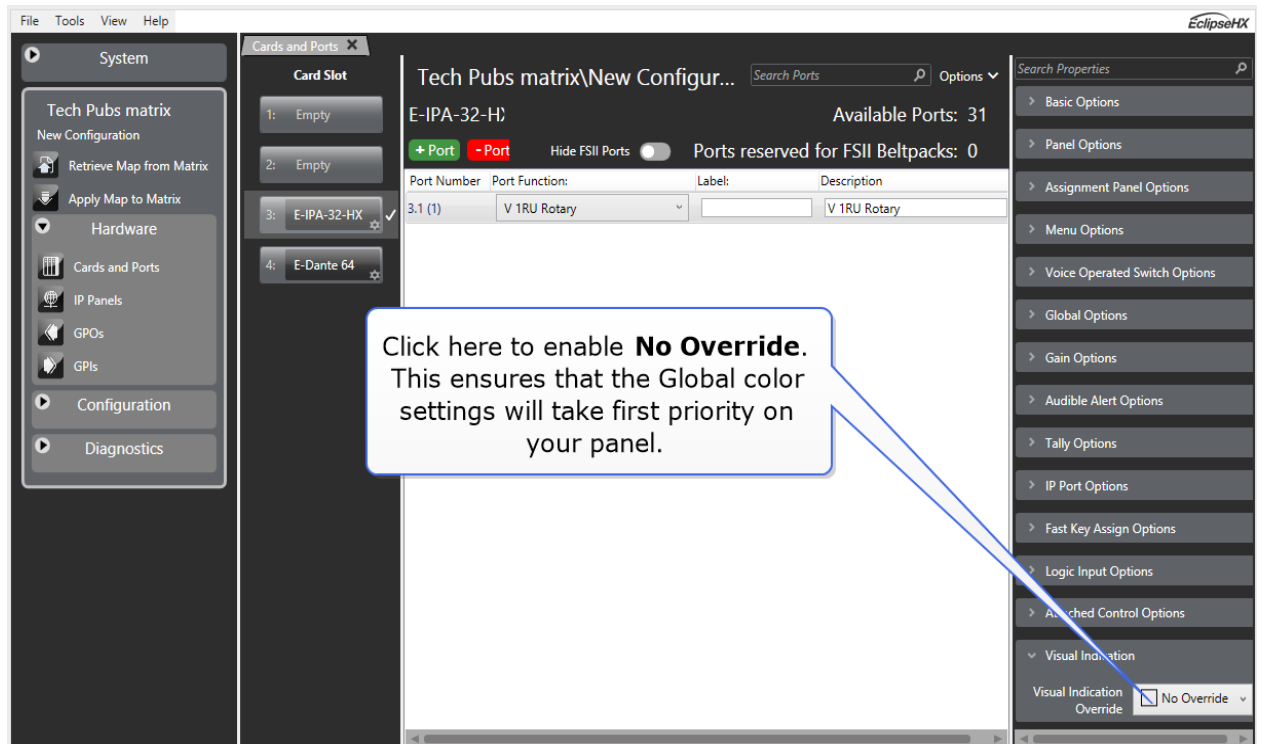 File Tools View Help
EclipseHX
System
Tech Pubs matrix
New Configuration
Retrieve Map from Matrix
Apply Map to Matrix
Hardware
Cards and Ports
IP Panels
GPOs
GPIs
Configuration
Diagnostics
Cards and Ports
Card Slot
1: Empty
2: Empty
3: E-IPA-32-HX
4: E-Dante 64
Tech Pubs matrix\New Configur...
Search Ports
Options
E-IPA-32-H
Available Ports: 31
+ Port
- Port
Hide FSII Ports
Ports reserved for FSII Beltpacks: 0
Port Number Port Function: Label: Description
3.1 (1) V 1RU Rotary V 1RU Rotary
Click here to enable No Override.
This ensures that the Global color
settings will take first priority on
your panel.
Search Properties
Basic Options
Panel Options
Assignment Panel Options
Menu Options
Voice Operated Switch Options
Global Options
Gain Options
Audible Alert Options
Tally Options
IP Port Options
Fast Key Assign Options
Logic Input Options
Attached Control Options
Visual Indication
Visual Indication
Override
No Override